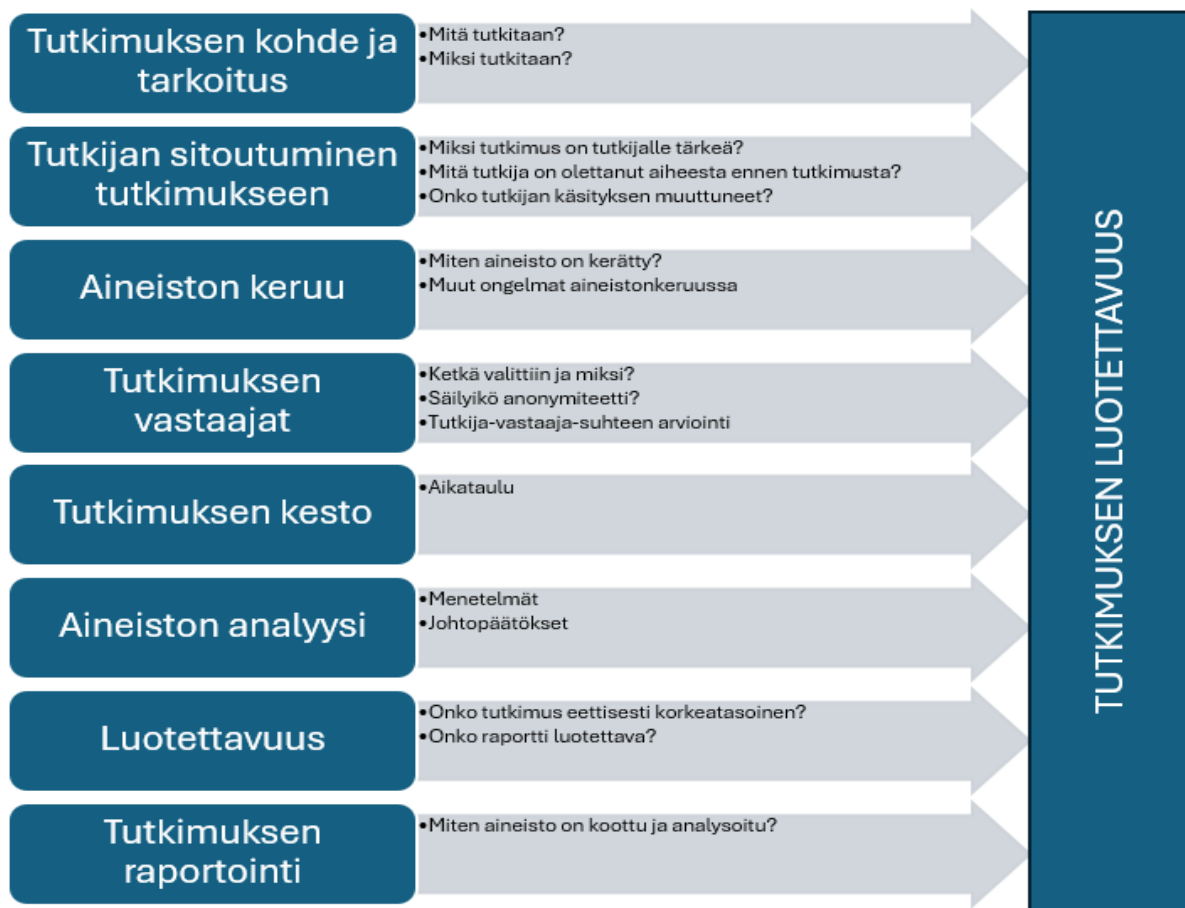 Tutkimuksen kohde ja
tarkoitus
•Mitä tutkitaan?
•Miksi tutkitaan?
Tutkijan sitoutuminen
tutkimukseen
•Miksi tutkimus on tutkijalle tärkeä?
•Mitä tutkija on olettanut aiheesta ennen tutkimusta?
•Onko tutkijan käsityksen muuttuneet?
Aineiston keruu
•Miten aineisto on kerätty?
•Muut ongelmat aineistonkeruussa
Tutkimuksen
vastaajat
•Ketkä valittiin ja miksi?
•Säilyikö anonymiteetti?
•Tutkija-vastaaja-suhteen arviointi
Tutkimuksen kesto
•Aikataulu
Aineiston analyysi
•Menetelmät
•Johtopäätökset
Luotettavuus
•Onko tutkimus eettisesti korkeatasoinen?
•Onko raportti luotettava?
Tutkimuksen
raportointi
•Miten aineisto on koottu ja analysoitu?
TUTKIMUKSEN LUOTETTAVUUS